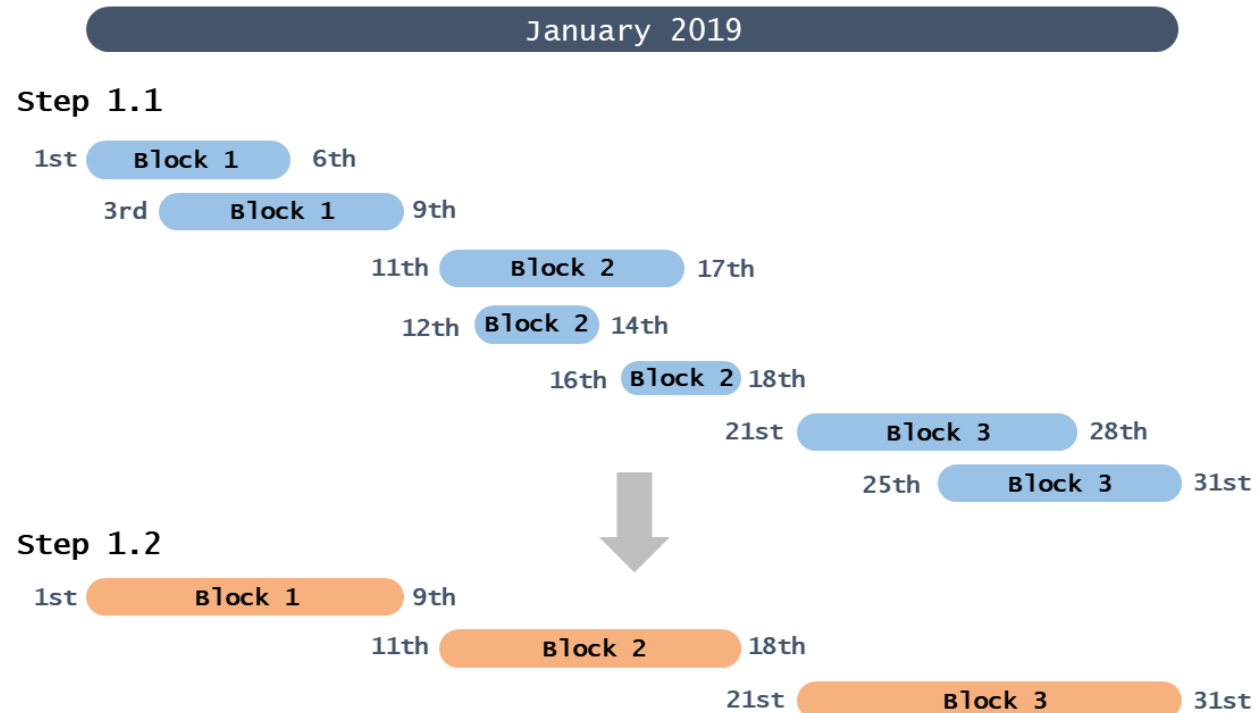 January 2019
Step 1.1
1st Block 1 6th
3rd Block 1 9th
11th Block 2 17th
12th Block 2 14th
16th Block 2 18th
21st Block 3 28th
25th Block 3 31st
Step 1.2
1st Block 1 9th
11th Block 2 18th
21st Block 3 31st